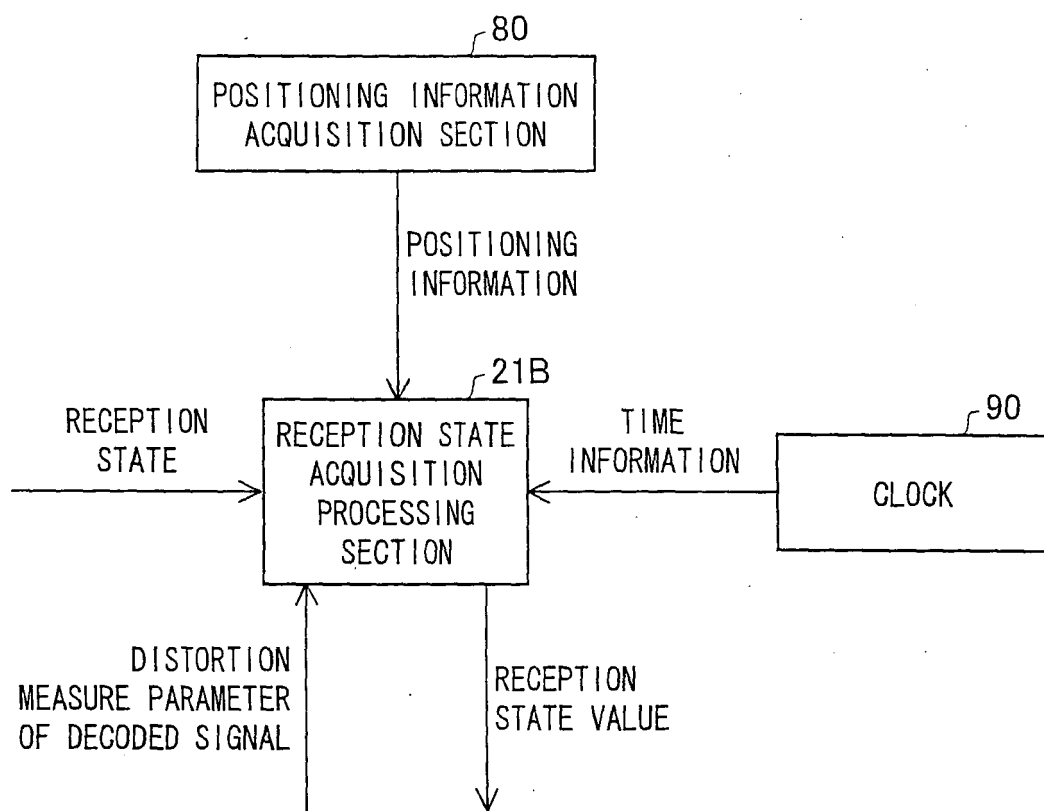 80
POSITIONING INFORMATION
ACQUISITION SECTION
POSITIONING
INFORMATION
21B
RECEPTION
STATE
RECEPTION STATE
ACQUISITION
PROCESSING
SECTION
TIME
INFORMATION
90
CLOCK
DISTORTION
MEASURE PARAMETER
OF DECODED SIGNAL
RECEPTION
STATE VALUE